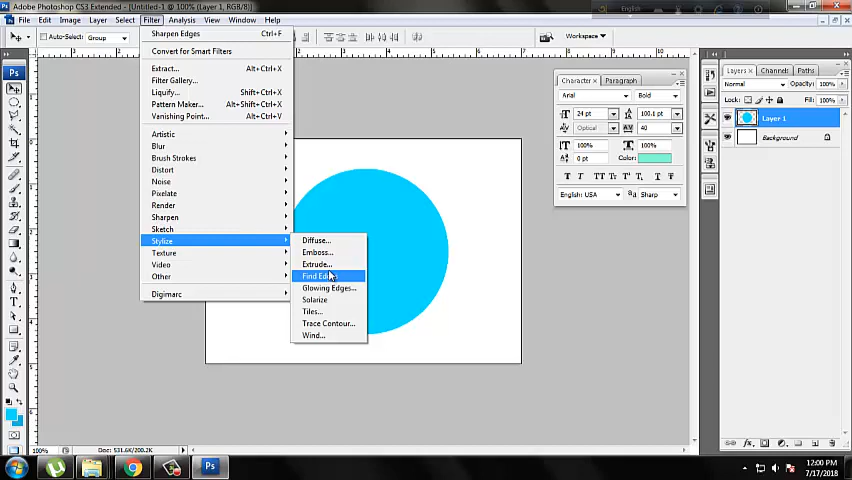 Adobe Photoshop CS3 Extended - [Untitled-1 @ 100% (Layer 1, RGB/8)]
English
File Edit Image Layer Select Filter Analysis View Window Help
Auto-Select: Group
Workspace
Sharpen Edges Ctrl+F
Convert for Smart Filters
Extract... Alt+Ctrl+X
Filter Gallery...
Liquify... Shift+Ctrl+X
Pattern Maker... Alt+Shift+Ctrl+X
Vanishing Point... Alt+Ctrl+V
Artistic
Blur
Brush Strokes
Distort
Noise
Pixelate
Render
Sharpen
Sketch
Stylize
Texture
Video
Other
Digimarc
Diffuse...
Emboss...
Extrude...
Find
Glowing Edges...
Solarize
Tiles...
Trace Contour...
Wind...
Character Paragraph
Arial Bold
24 pt 100.1 pt
Optical 40
100% 100%
0 pt Color:
English: USA Sharp
Layers Channels Paths
Normal Opacity: 100%
Lock: Fill: 100%
Layer 1
Background
100% Doc: 531.6K/200.2K
12:00 PM
7/17/2018